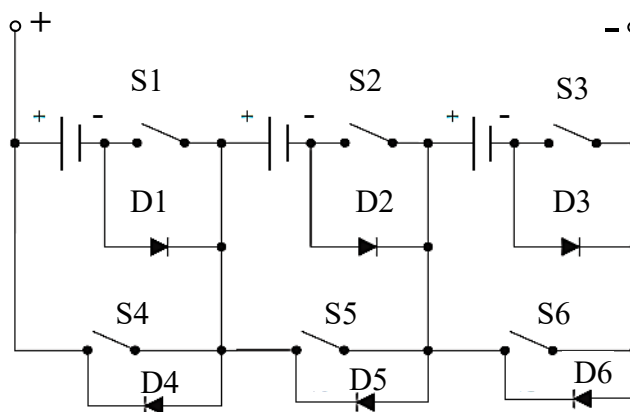 + -
S1 S2 S3
+ - + - + -
D1 D2 D3
S4 S5 S6
D4 D5 D6